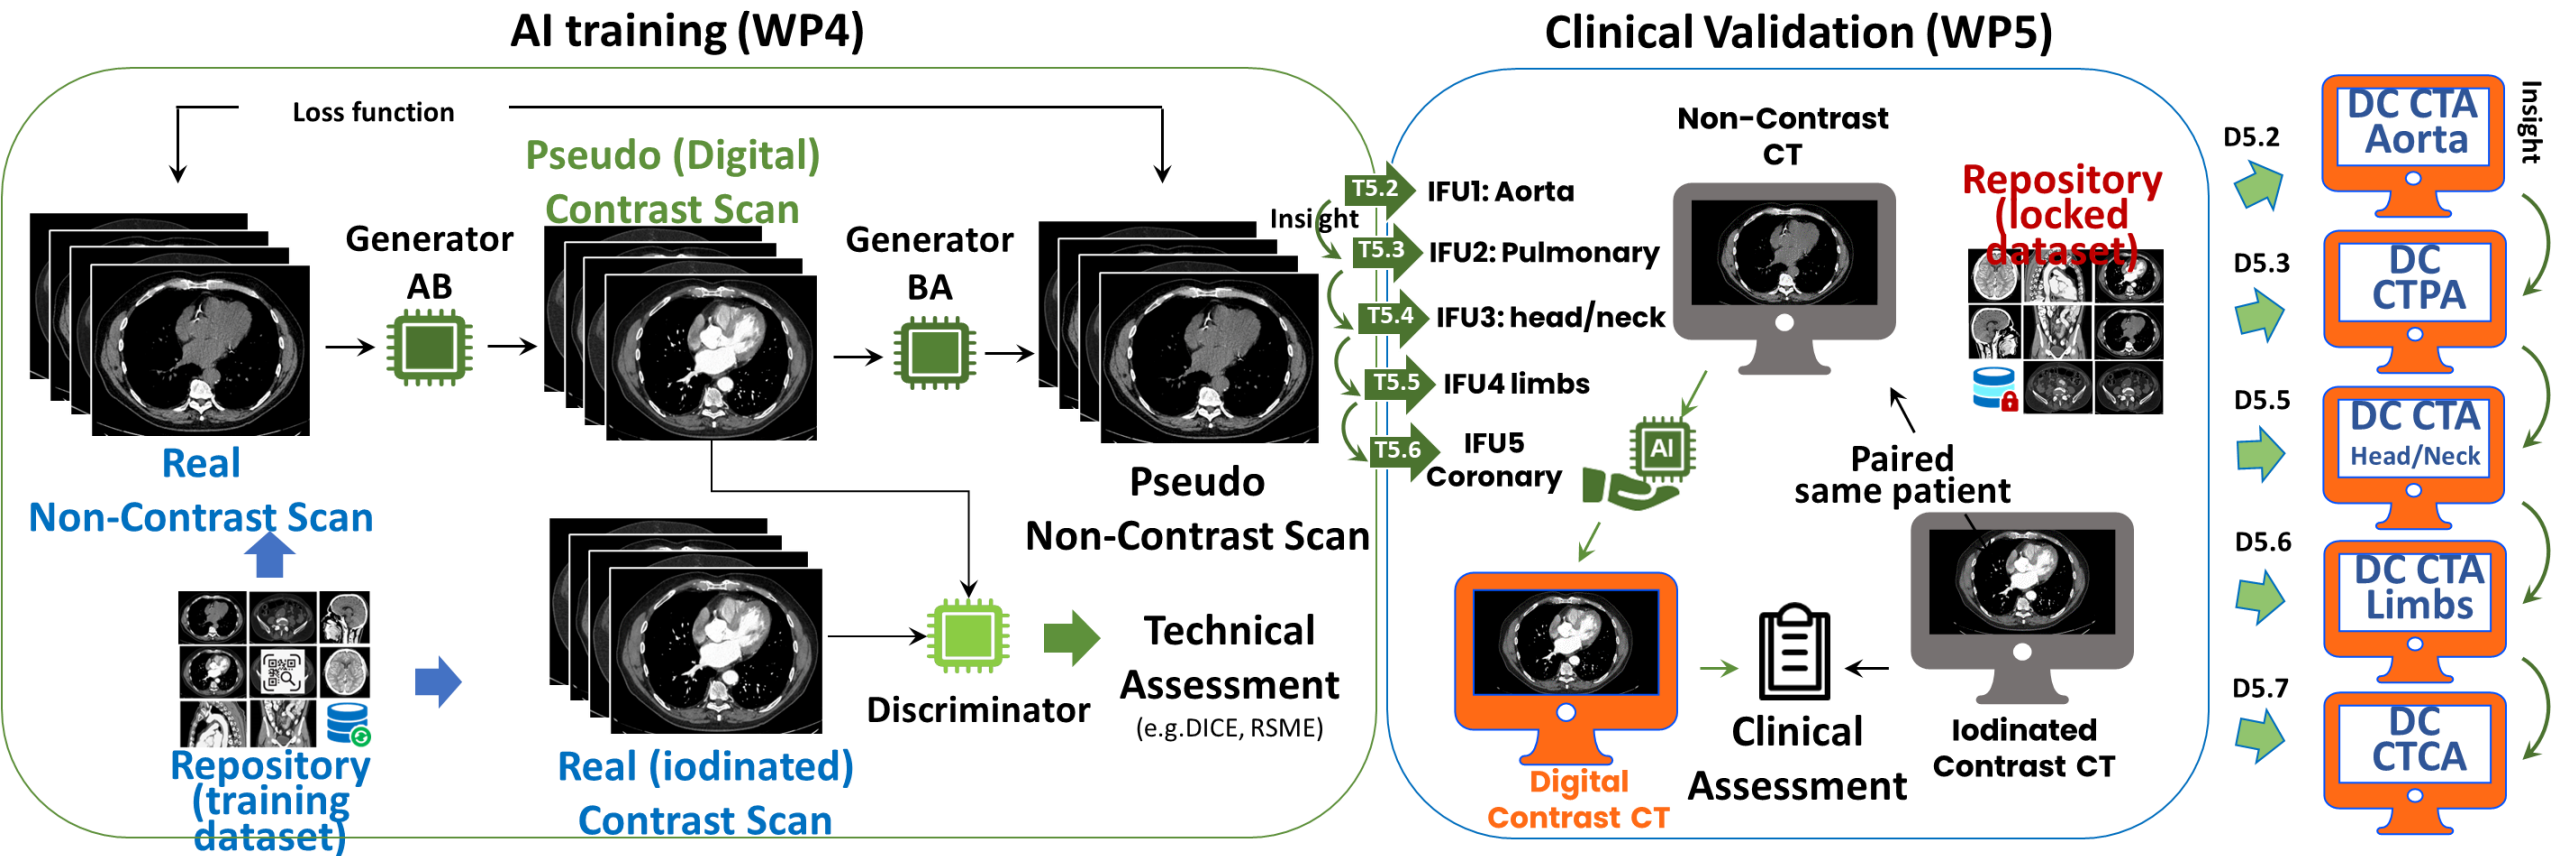 AI training (WP4)
Loss function
Pseudo (Digital)
Contrast Scan
Generator
AB
Generator
BA
Real
Non-Contrast Scan
Pseudo
Non-Contrast Scan
Repository
(training
dataset)
Real (iodinated)
Contrast Scan
Discriminator
Technical
Assessment
(e.g.DICE, RSME)
Insight
T5.2
T5.3
T5.4
T5.5
T5.6
Clinical Validation (WP5)
IFU1: Aorta
IFU2: Pulmonary
IFU3: head/neck
IFU4 limbs
IFU5
Coronary
Non-Contrast
CT
Repository
(locked
dataset)
AI
Paired
same patient
Digital
Contrast CT
Clinical
Assessment
Iodinated
Contrast CT
D5.2
D5.3
D5.5
D5.6
D5.7
DC CTA
Aorta
DC
CTPA
DC CTA
Head/Neck
DC CTA
Limbs
DC
CTCA
Insight